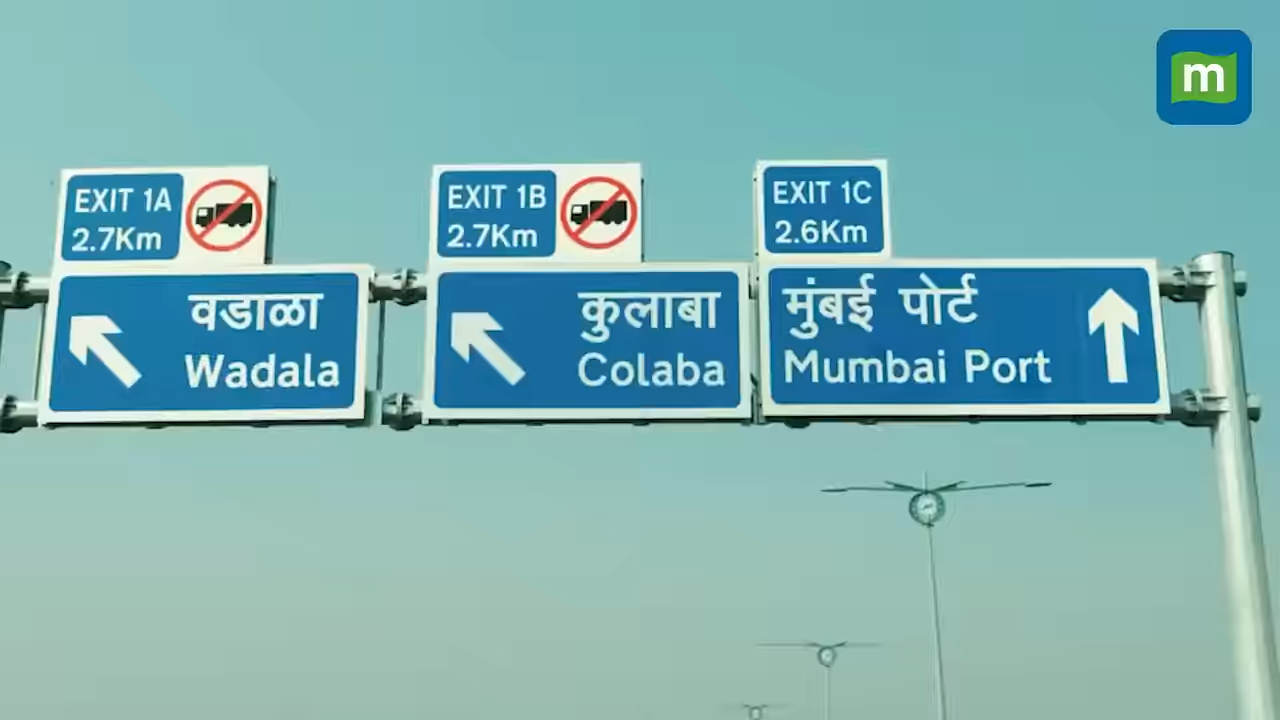 m
EXIT 1A
2.7Km
वडाळा
Wadala
EXIT 1B
2.7Km
कुलाबा
Colaba
EXIT 1C
2.6Km
मुंबई पोर्ट
Mumbai Port